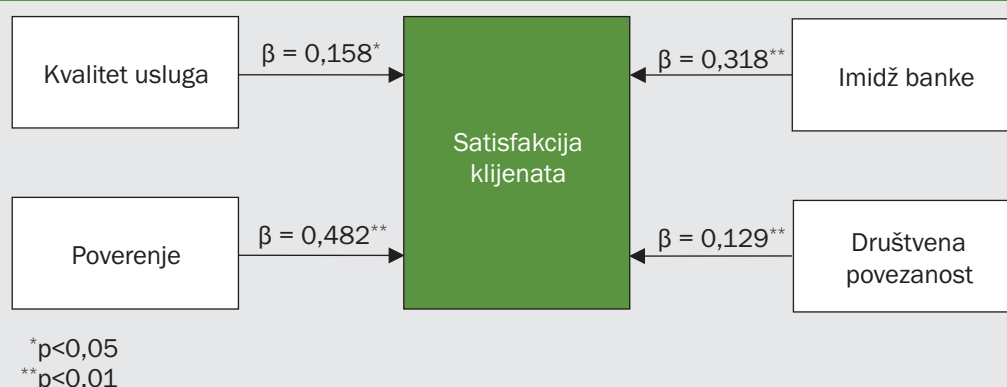 Kvalitet usluga
β = 0,158*
Satisfakcija
klijenata
β = 0,318**
Imidž banke
Poverenje
β = 0,482**
β = 0,129**
Društvena
povezanost
*p<0,05
**p<0,01